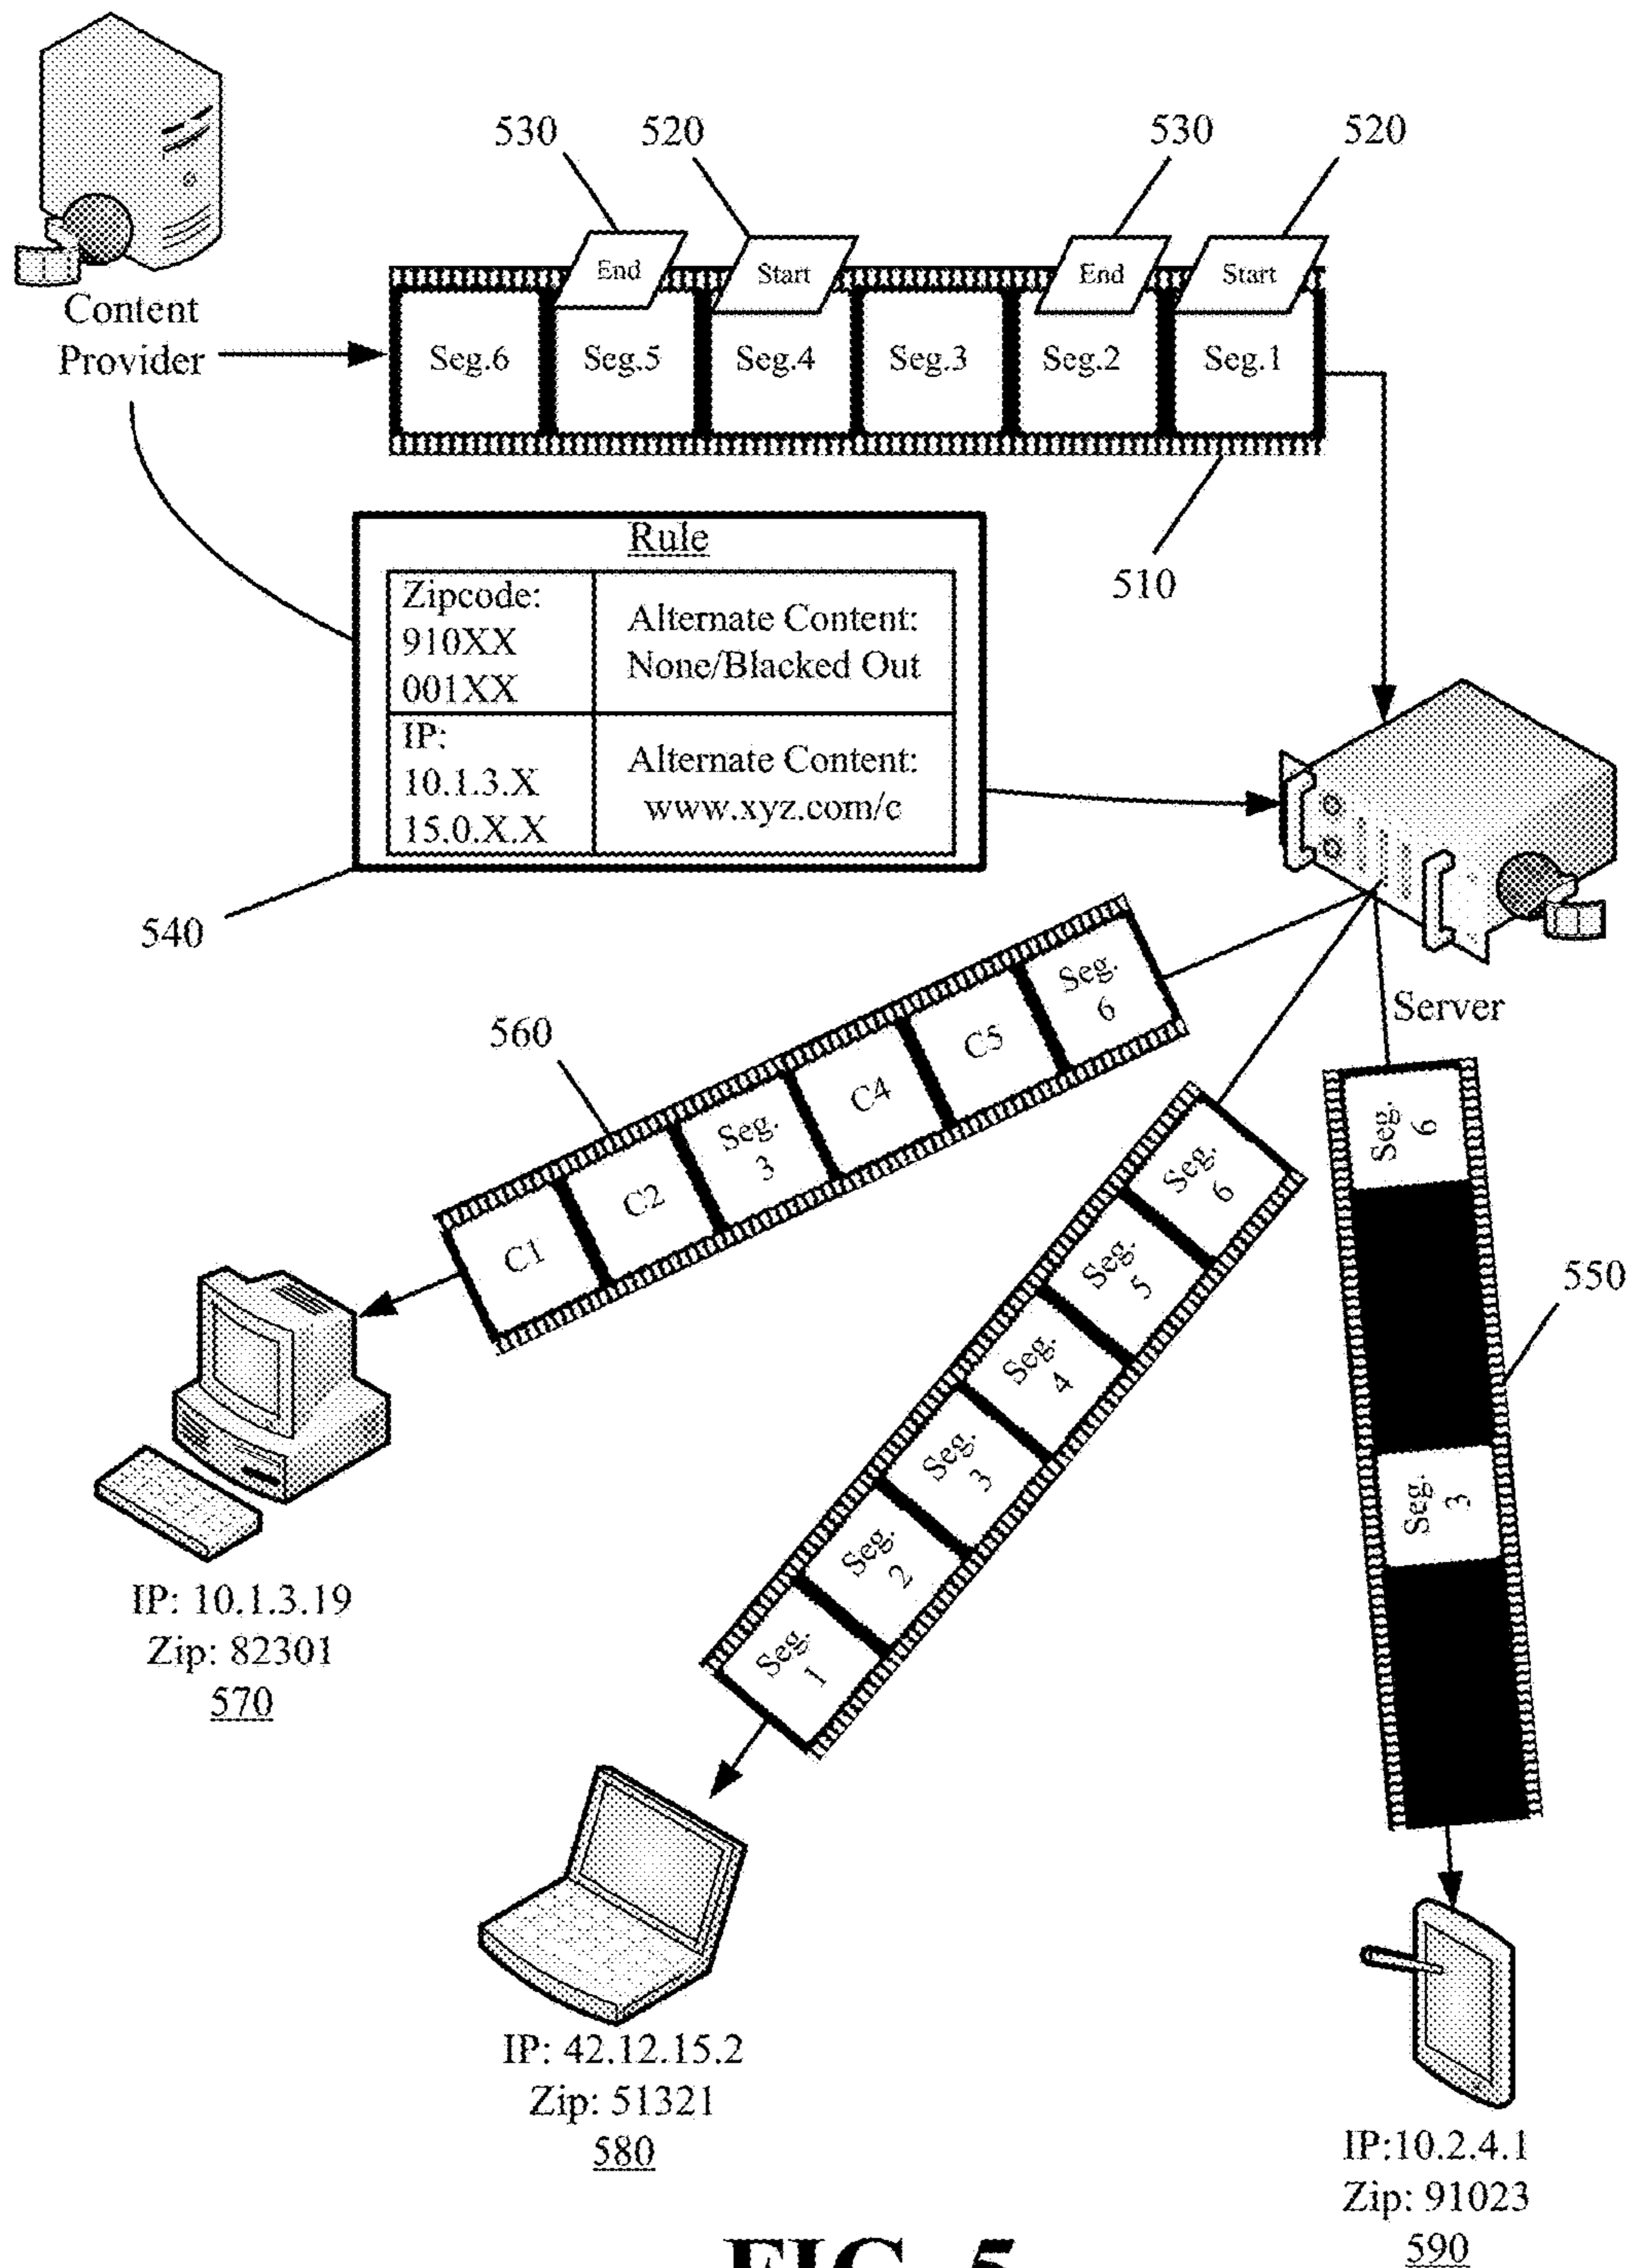 530
520
530
520
End
Start
End
Start
Content
Provider
Seg.6
Seg.5
Seg.4
Seg.3
Seg.2
Seg.1
510
Rule
Zipcode:
910XX
001XX
Alternate Content:
None/Blacked Out
IP:
10.1.3.X
15.0.X.X
Alternate Content:
www.xyz.com/c
540
Server
560
C1
C2
Seg.
3
C4
C5
Seg.
6
Seg.
1
Seg.
2
Seg.
3
Seg.
4
Seg.
5
Seg.
6
Seg.
6
Seg.
3
550
IP: 10.1.3.19
Zip: 82301
570
IP: 42.12.15.2
Zip: 51321
580
IP:10.2.4.1
Zip: 91023
590
FIG. 5